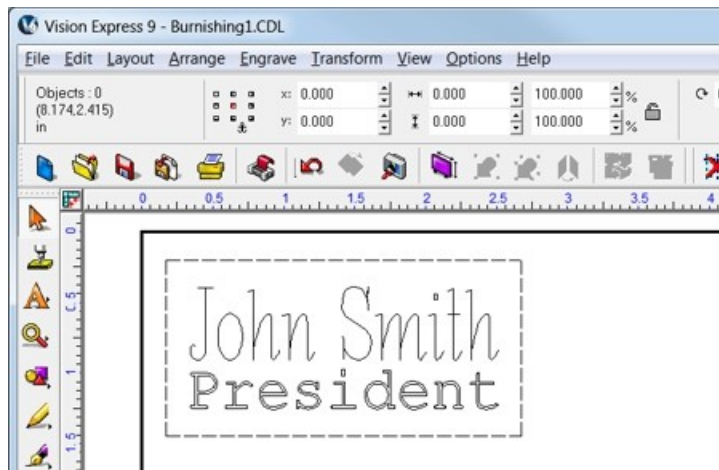 Vision Express 9 - Burnishing1.CDL
File Edit Layout Arrange Engrave Transform View Options Help
Objects : 0
(8.174,2.415)
in
x: 0.000 0.000 100.000 %
y: 0.000 0.000 100.000 %
0 0.5 1 1.5 2 2.5 3 3.5 4
0
0.5
1
1.5
John Smith
President